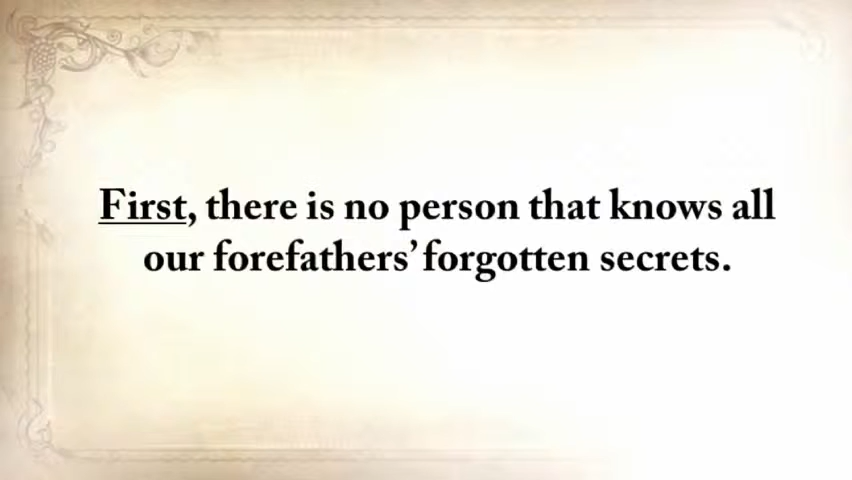 First, there is no person that knows all
our forefathers’ forgotten secrets.